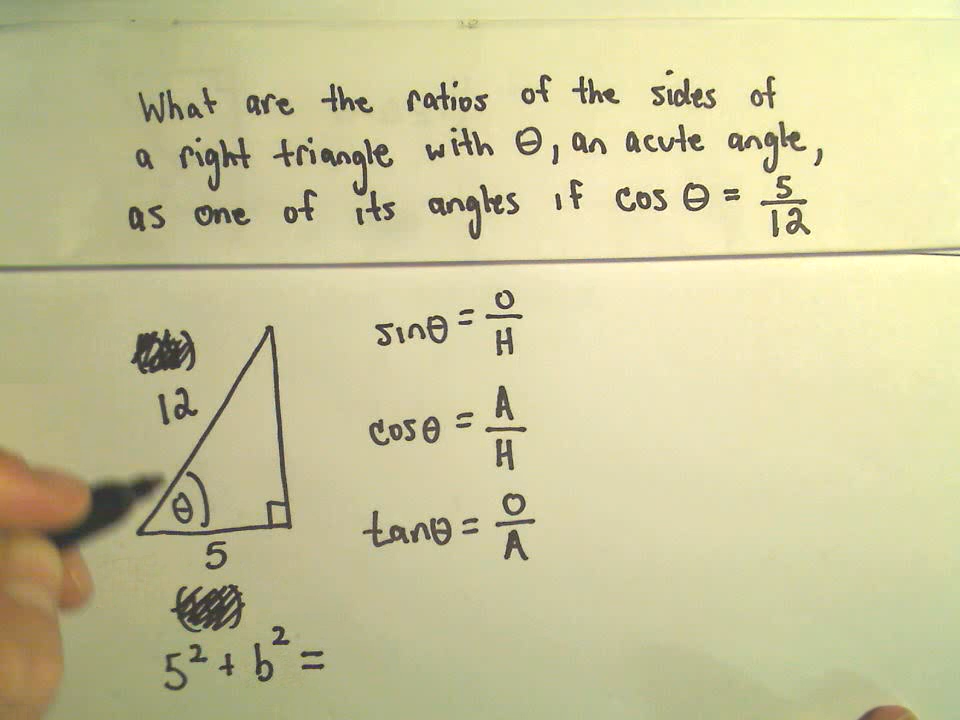 What are the ratios of the sides of
a right triangle with θ, an acute angle,
as one of its angles if cos θ = 5/12
sinθ = O/H
12
cosθ = A/H
θ
tanθ = O/A
5
5² + b² =